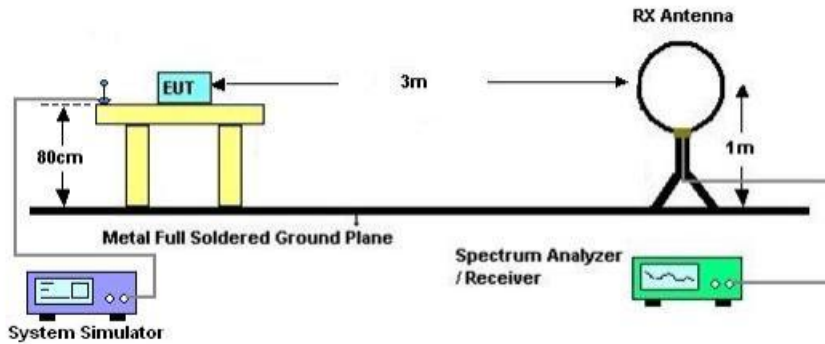 RX Antenna
EUT
3m
80cm
1m
Metal Full Soldered Ground Plane
Spectrum Analyzer
/ Receiver
System Simulator